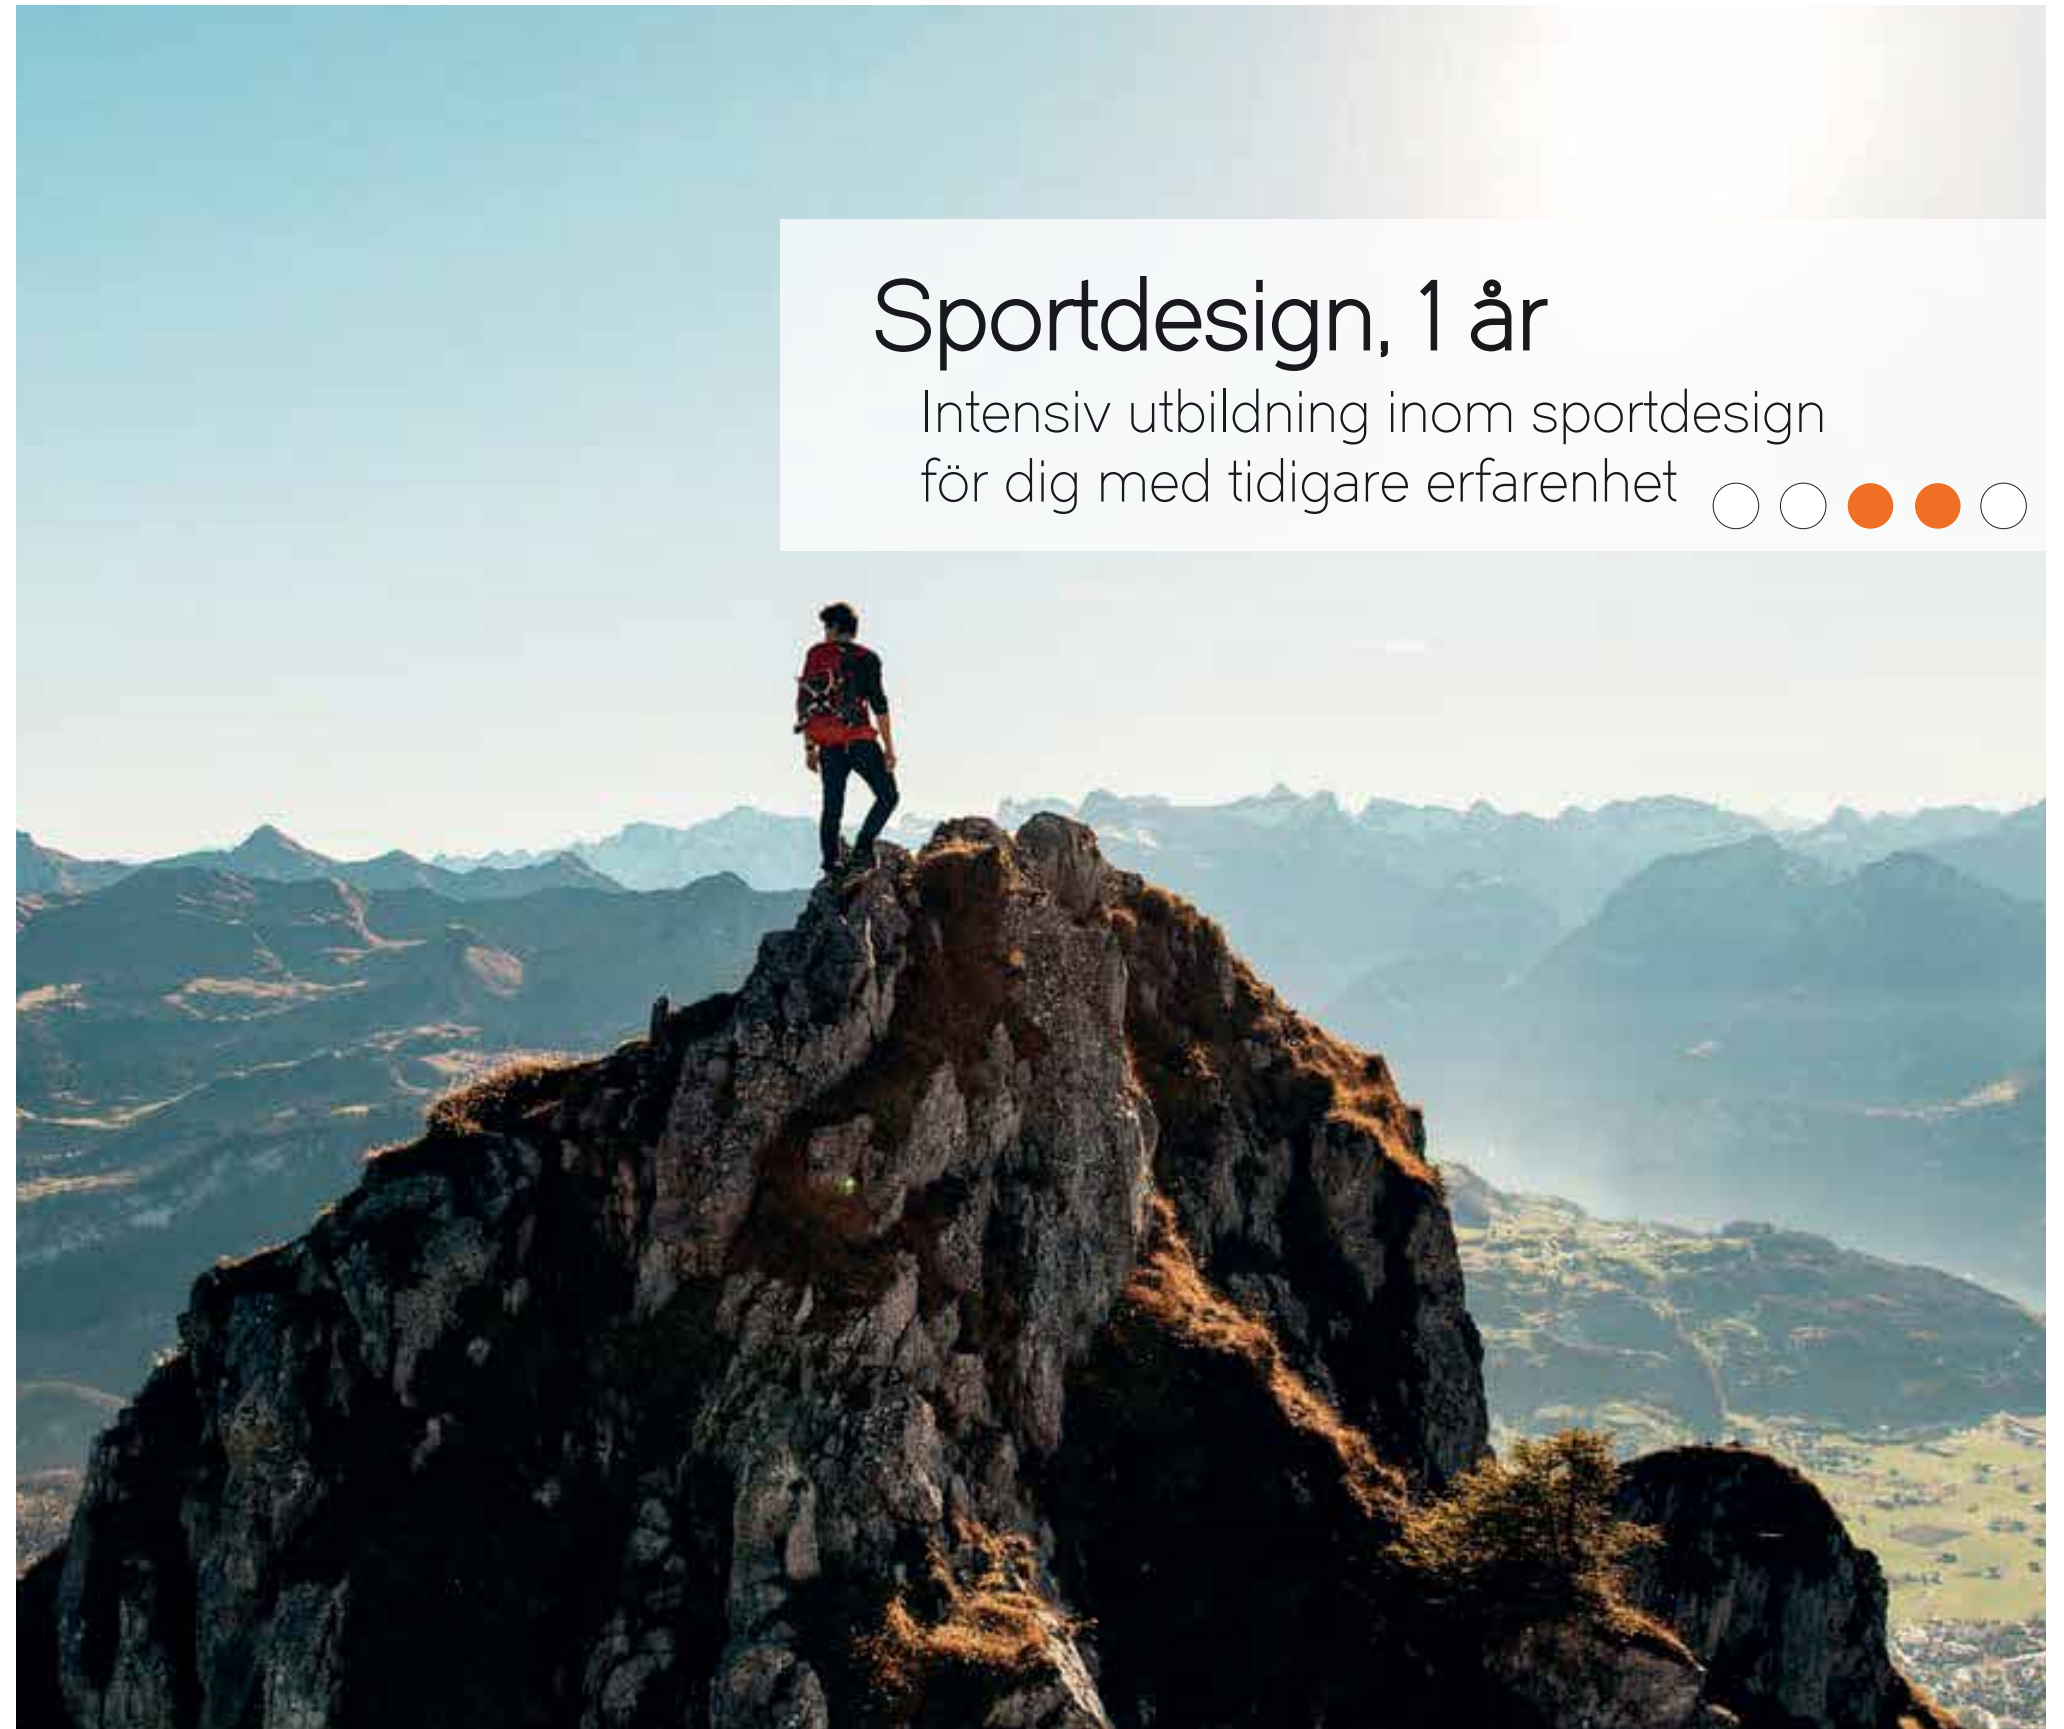 Sportdesign, 1 år
Intensiv utbildning inom sportdesign
för dig med tidigare erfarenhet